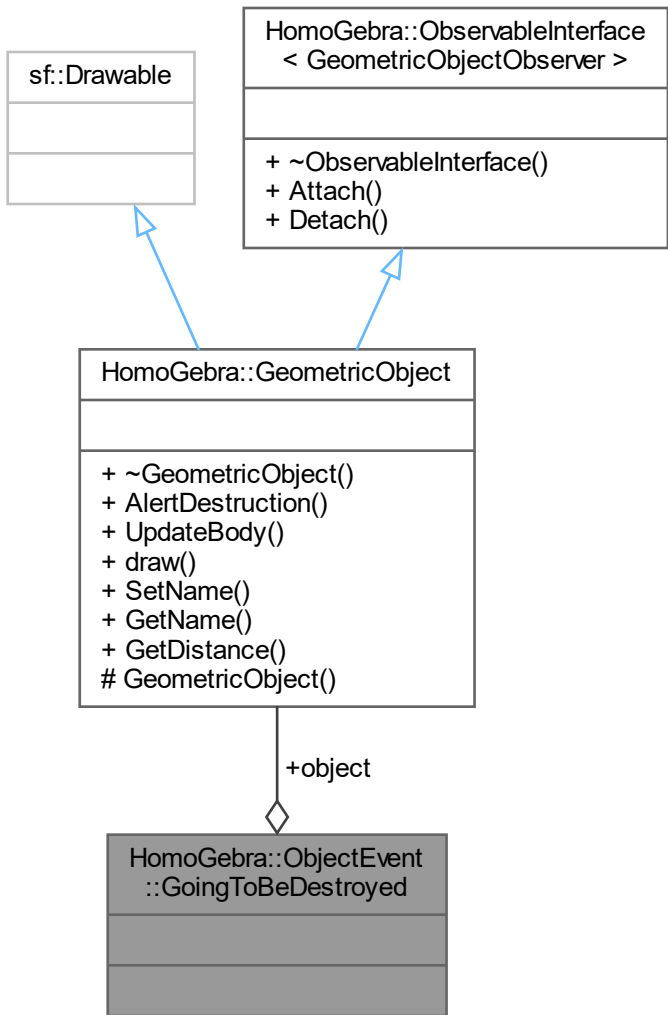 sf::Drawable
HomoGebra::ObservableInterface
< GeometricObjectObserver >
+ ~ObservableInterface()
+ Attach()
+ Detach()
HomoGebra::GeometricObject
+ ~GeometricObject()
+ AlertDestruction()
+ UpdateBody()
+ draw()
+ SetName()
+ GetName()
+ GetDistance()
# GeometricObject()
+object
HomoGebra::ObjectEvent
::GoingToBeDestroyed